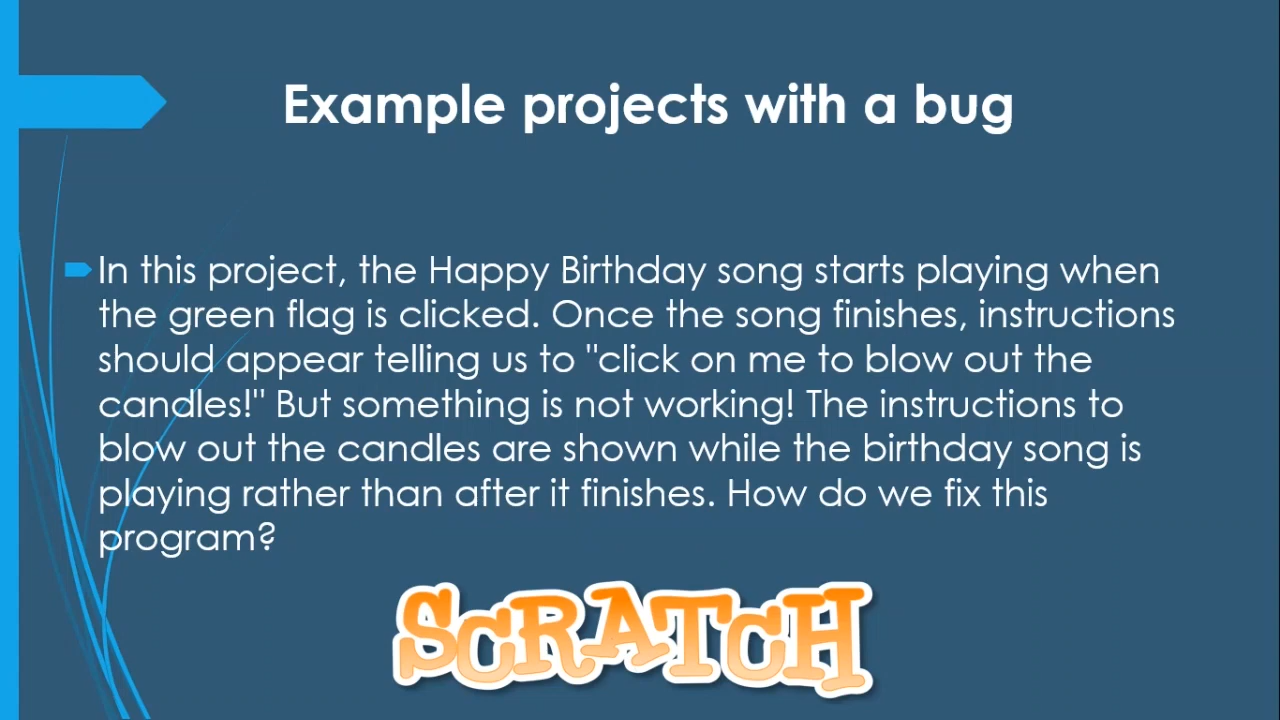 Example projects with a bug
In this project, the Happy Birthday song starts playing when
the green flag is clicked. Once the song finishes, instructions
should appear telling us to "click on me to blow out the
candles!" But something is not working! The instructions to
blow out the candles are shown while the birthday song is
playing rather than after it finishes. How do we fix this
program?
SCRATCH